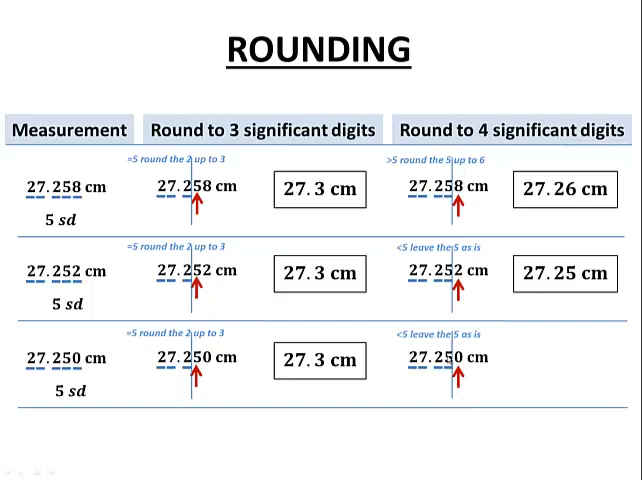 ROUNDING
Measurement Round to 3 significant digits Round to 4 significant digits
=5 round the 2 up to 3 >5 round the 5 up to 6
27.258 cm 27.258 cm 27.3 cm 27.258 cm 27.26 cm
5 sd
=5 round the 2 up to 3 <5 leave the 5 as is
27.252 cm 27.252 cm 27.3 cm 27.252 cm 27.25 cm
5 sd
=5 round the 2 up to 3 <5 leave the 5 as is
27.250 cm 27.250 cm 27.3 cm 27.250 cm
5 sd